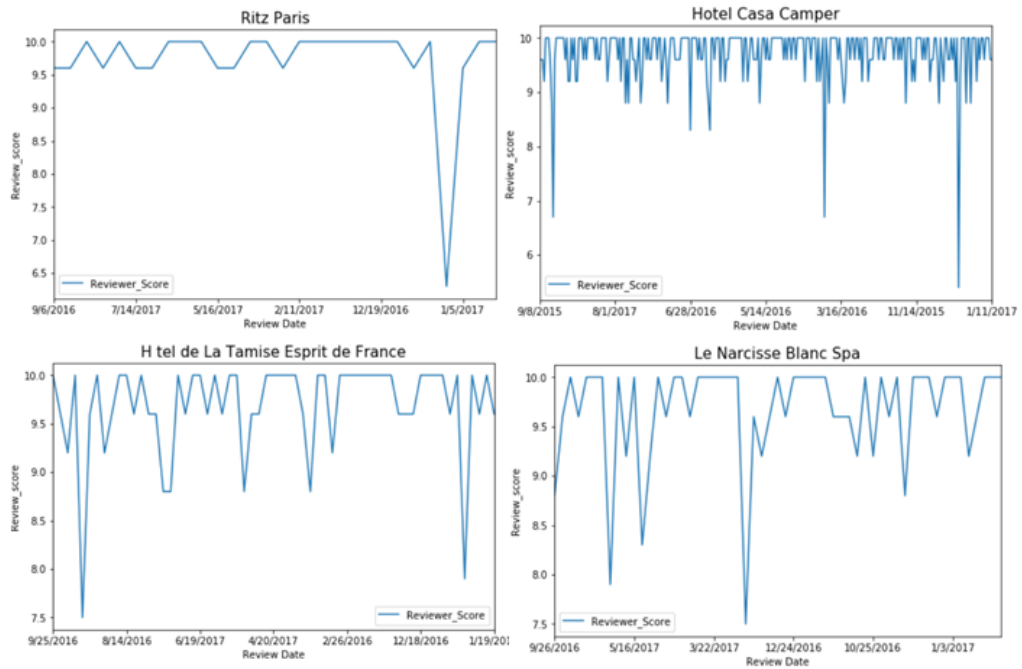 Ritz Paris
10.0
9.5
9.0
8.5
8.0
7.5
7.0
6.5
Review_score
Reviewer_Score
9/6/2016 7/14/2017 5/16/2017 2/11/2017 12/19/2016 1/5/2017
Review Date
Hotel Casa Camper
10
9
8
7
6
Review_score
Reviewer_Score
9/8/2015 8/1/2017 6/28/2016 5/14/2016 3/16/2016 11/14/2015 1/11/2017
Review Date
H tel de La Tamise Esprit de France
10.0
9.5
9.0
8.5
8.0
7.5
Review_score
Reviewer_Score
9/25/2016 8/14/2016 6/19/2017 4/20/2017 2/26/2017 12/18/2016 1/19/201
Review Date
Le Narcisse Blanc Spa
10.0
9.5
9.0
8.5
8.0
7.5
Review_score
Reviewer_Score
9/26/2016 5/16/2017 3/22/2017 12/24/2016 10/25/2016 1/3/2017
Review Date